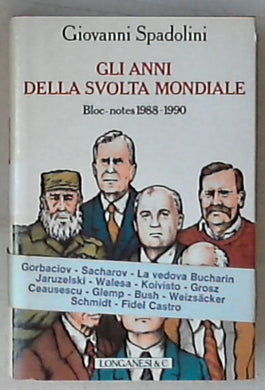 Giovanni Spadolini
GLI ANNI
DELLA SVOLTA MONDIALE
Bloc-notes 1988-1990
Gorbaciov - Sacharov - La vedova Bucharin
Jaruzelski - Walesa - Koivisto - Grosz
Ceausescu - Glemp - Bush - Weizsäcker
Schmidt - Fidel Castro
LONGANESI & C.